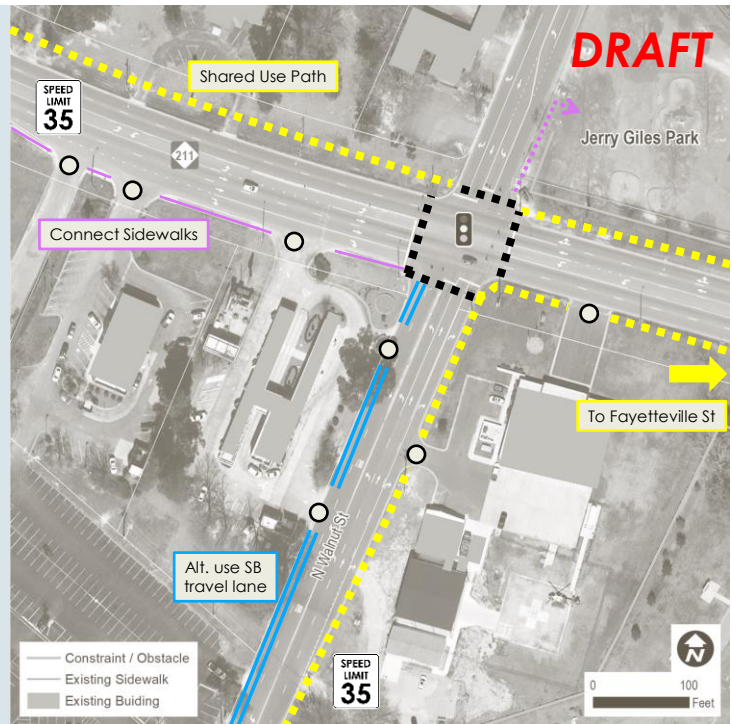 DRAFT
Shared Use Path
SPEED
LIMIT
35
Jerry Giles Park
211
Connect Sidewalks
To Fayetteville St
N Walnut St
Alt. use SB
travel lane
Constraint / Obstacle
Existing Sidewalk
Existing Buiding
SPEED
LIMIT
35
N
0 100
Feet